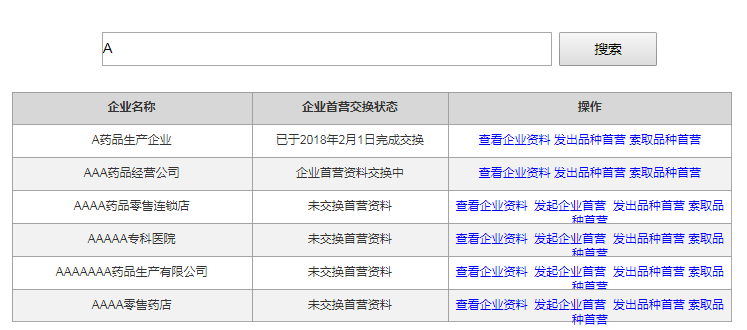 A
搜索
企业名称 企业首营交换状态 操作
A药品生产企业 已于2018年2月1日完成交换 查看企业资料 发出品种首营 索取品种首营
AAA药品经营公司 企业首营资料交换中 查看企业资料 发出品种首营 索取品种首营
AAAA药品零售连锁店 未交换首营资料 查看企业资料 发起企业首营 发出品种首营 索取品
种首营
AAAAA专科医院 未交换首营资料 查看企业资料 发起企业首营 发出品种首营 索取品
种首营
AAAAAAA药品生产有限公司 未交换首营资料 查看企业资料 发起企业首营 发出品种首营 索取品
种首营
AAAA零售药店 未交换首营资料 查看企业资料 发起企业首营 发出品种首营 索取品
种首营